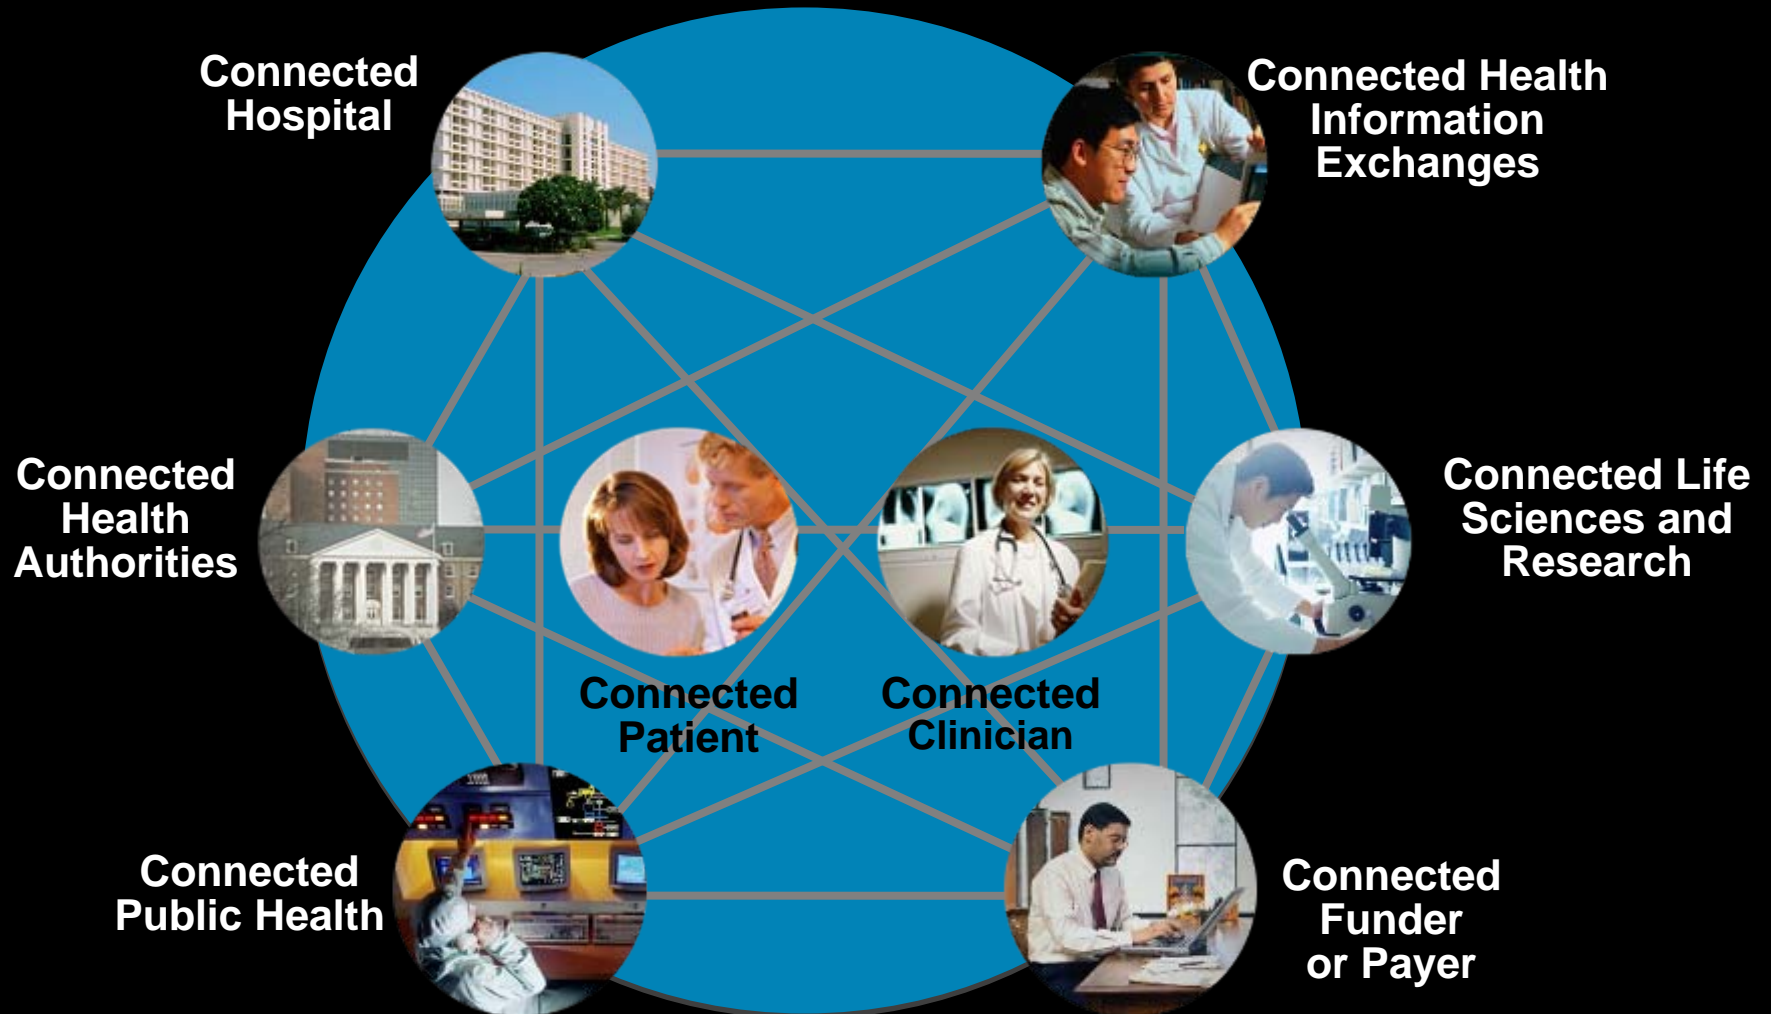 Connected
Hospital
Connected Health
Information
Exchanges
Connected
Health
Authorities
Connected Life
Sciences and
Research
Connected
Patient
Connected
Clinician
Connected
Public Health
Connected
Funder
or Payer